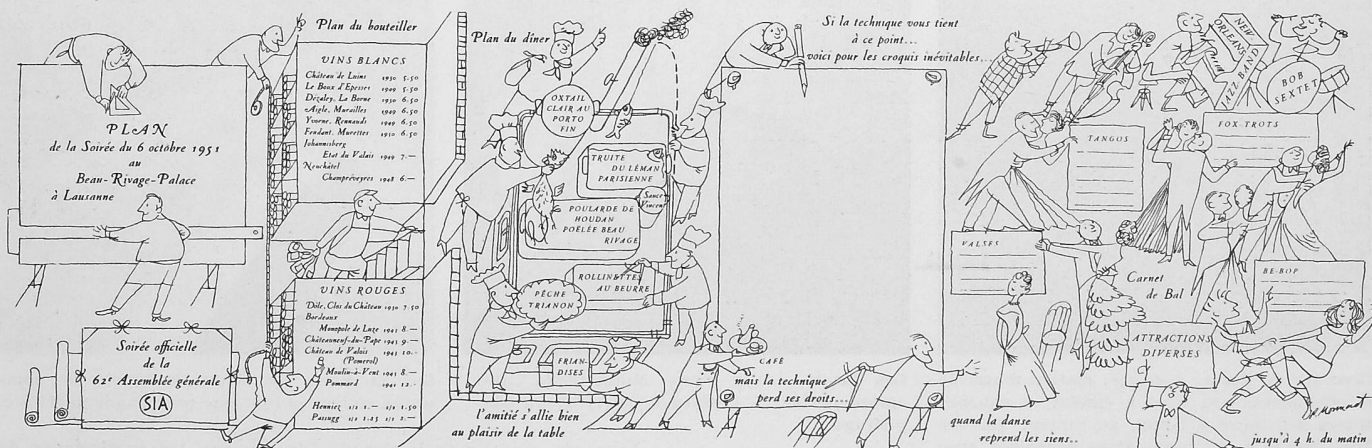 PLAN
de la Soirée du 6 octobre 1951
au
Beau-Rivage-Palace
à Lausanne
Soirée officielle
de la
62e Assemblée générale
SIA
Plan du bouteiller
VINS BLANCS
Château de Luins 1950 5.50
Le Boux d'Epesses 1949 5.50
Dézaley, La Borne 1950 6.50
Aigle, Murailles 1949 6.50
Yvorne, Rennauds 1949 6.50
Fendant, Murettes 1950 6.50
Johannisberg
Etat du Valais 1949 7.—
Neuchâtel
Champréveyres 1948 6.—
VINS ROUGES
Dôle, Clos du Château 1950 7.50
Bordeaux
Monopole de Luze 1945 8.—
Châteauneuf-du-Pape 1945 9.—
Château de Valois 1943 10.—
(Pomerol)
Moulin-à-Vent 1945 8.—
Pommard 1945 12.—
Henniez 1/1 1.— 1/1 1.50
Passugg 1/2 1.25 1/1 2.—
Plan du dîner
OXTAIL
CLAIR AU
PORTO
FIN
TRUITE
DU LÉMAN
PARISIENNE
Sauce
Vincent
POULARDE DE
HOUDAN
POËLÉE BEAU
RIVAGE
ROLLINETTES
AU BEURRE
PÊCHE
TRIANON
FRIAN-
DISES
CAFÉ
l'amitié s'allie bien
au plaisir de la table
Si la technique vous tient
à ce point...
voici pour les croquis inévitables...
mais la technique
perd ses droits...
quand la danse
reprend les siens..
NEW
ORLEANS
JAZZ BAND
BOB
SEXTET
TANGOS
FOX-TROTS
VALSES
Carnet
de Bal
BE-BOP
ATTRACTIONS
DIVERSES
jusqu'à 4 h. du matin